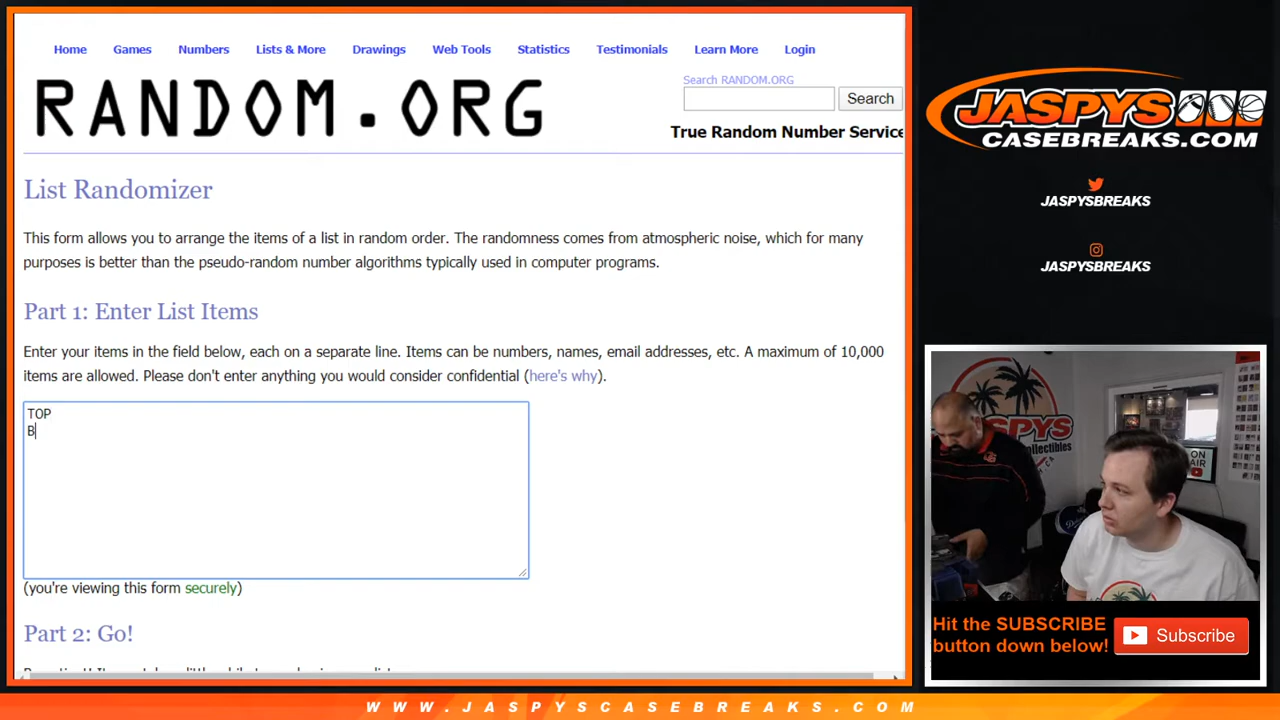 Home Games Numbers Lists & More Drawings Web Tools Statistics Testimonials Learn More Login
RANDOM.ORG
Search RANDOM.ORG
Search
True Random Number Service
List Randomizer
This form allows you to arrange the items of a list in random order. The randomness comes from atmospheric noise, which for many
purposes is better than the pseudo-random number algorithms typically used in computer programs.
Part 1: Enter List Items
Enter your items in the field below, each on a separate line. Items can be numbers, names, email addresses, etc. A maximum of 10,000
items are allowed. Please don't enter anything you would consider confidential (here's why).
TOP
B
(you're viewing this form securely)
Part 2: Go!
JASPYS
CASEBREAKS.COM
JASPYSBREAKS
JASPYSBREAKS
ON
AIR
Hit the SUBSCRIBE
button down below!
Subscribe
WWW.JASPYSCASEBREAKS.COM